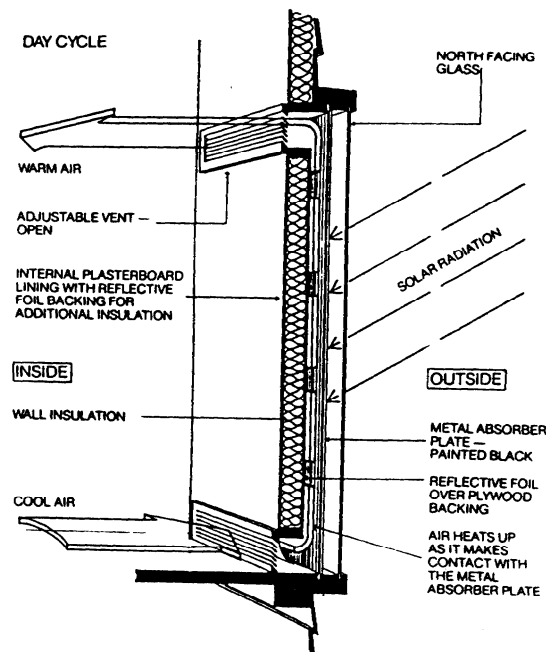 DAY CYCLE
NORTH FACING
GLASS
WARM AIR
ADJUSTABLE VENT –
OPEN
SOLAR RADIATION
INTERNAL PLASTERBOARD
LINING WITH REFLECTIVE
FOIL BACKING FOR
ADDITIONAL INSULATION
INSIDE
OUTSIDE
WALL INSULATION
METAL ABSORBER
PLATE –
PAINTED BLACK
REFLECTIVE FOIL
OVER PLYWOOD
BACKING
COOL AIR
AIR HEATS UP
AS IT MAKES
CONTACT WITH
THE METAL
ABSORBER PLATE